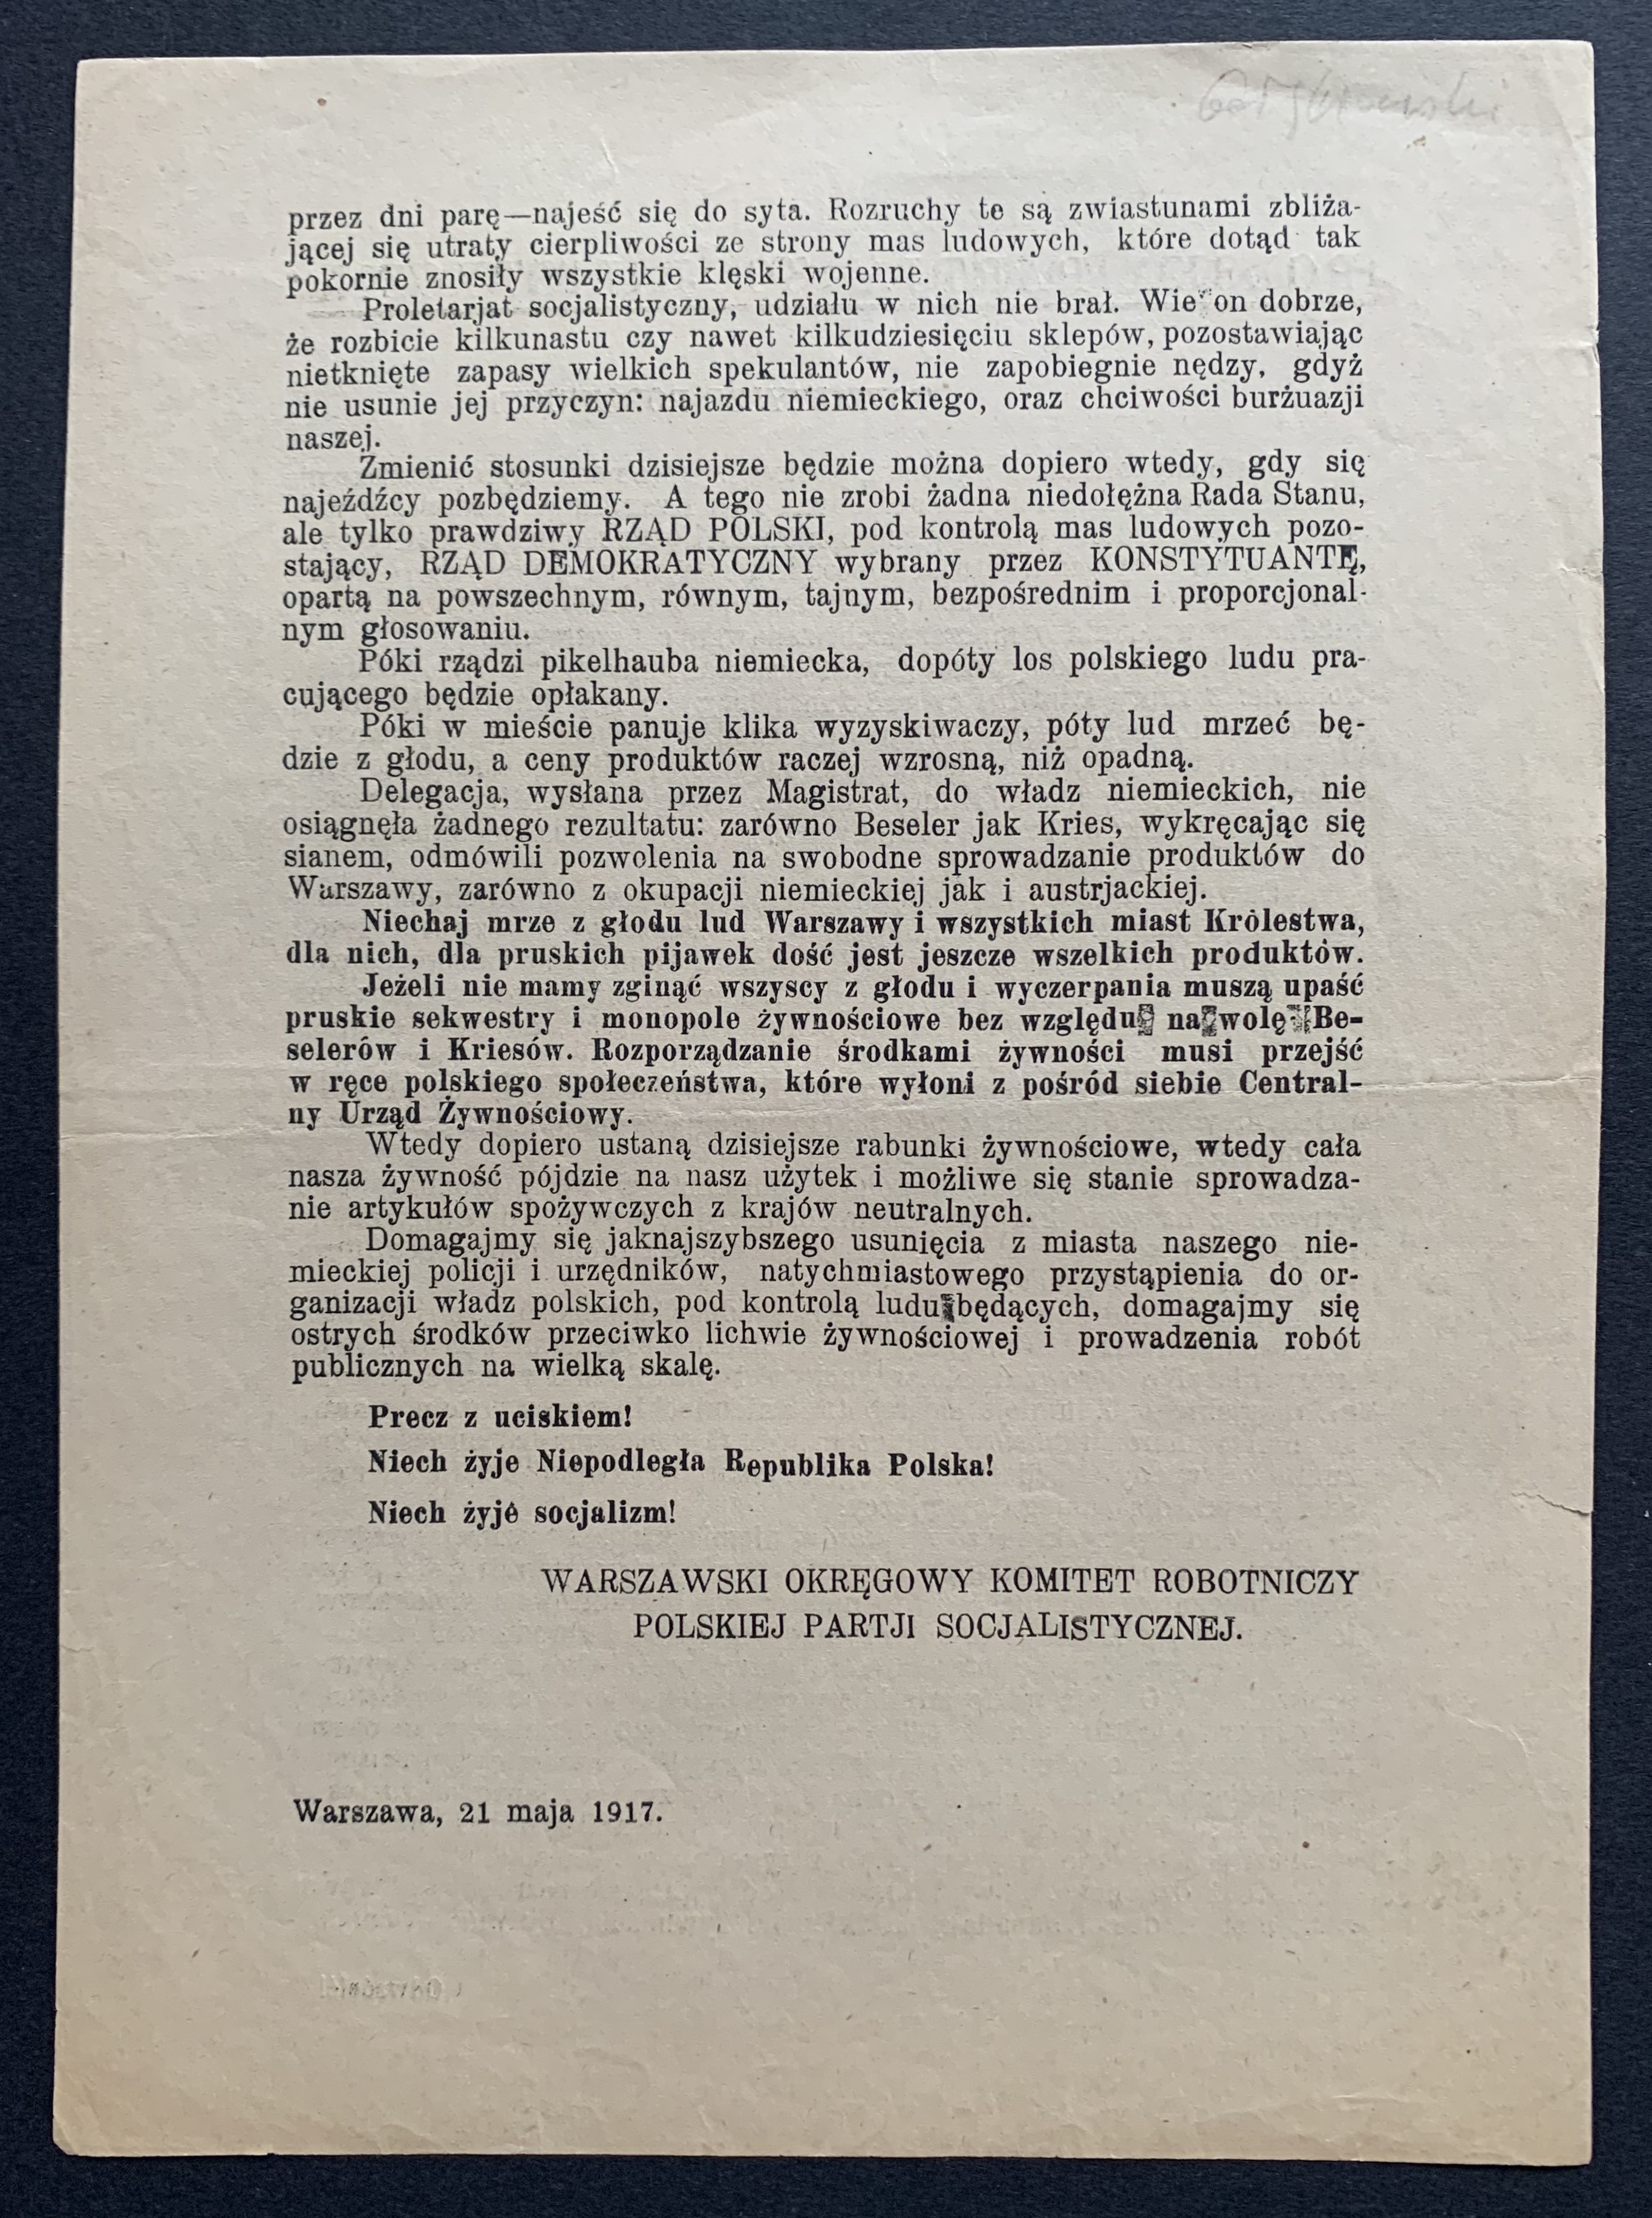 przez dni parę—najeść się do syta. Rozruchy te są zwiastunami zbliża-
jącej się utraty cierpliwości ze strony mas ludowych, które dotąd tak
pokornie znosiły wszystkie klęski wojenne.
Proletarjat socjalistyczny, udziału w nich nie brał. Wie on dobrze,
że rozbicie kilkunastu czy nawet kilkudziesięciu sklepów, pozostawiając
nietknięte zapasy wielkich spekulantów, nie zapobiegnie nędzy, gdyż
nie usunie jej przyczyn: najazdu niemieckiego, oraz chciwości burżuazji
naszej.
Zmienić stosunki dzisiejsze będzie można dopiero wtedy, gdy się
najeźdźcy pozbędziemy. A tego nie zrobi żadna niedołężna Rada Stanu,
ale tylko prawdziwy RZĄD POLSKI, pod kontrolą mas ludowych pozo-
stający, RZĄD DEMOKRATYCZNY wybrany przez KONSTYTUANTĘ,
opartą na powszechnym, równym, tajnym, bezpośrednim i proporcjonal-
nym głosowaniu.
Póki rządzi pikelhauba niemiecka, dopóty los polskiego ludu pra-
cującego będzie opłakany.
Póki w mieście panuje klika wyzyskiwaczy, póty lud mrzeć bę-
dzie z głodu, a ceny produktów raczej wzrosną, niż opadną.
Delegacja, wysłana przez Magistrat, do władz niemieckich, nie
osiągnęła żadnego rezultatu: zarówno Beseler jak Kries, wykręcając się
sianem, odmówili pozwolenia na swobodne sprowadzanie produktów do
Warszawy, zarówno z okupacji niemieckiej jak i austrjackiej.
Niechaj mrze z głodu lud Warszawy i wszystkich miast Królestwa,
dla nich, dla pruskich pijawek dość jest jeszcze wszelkich produktów.
Jeżeli nie mamy zginąć wszyscy z głodu i wyczerpania muszą upaść
pruskie sekwestry i monopole żywnościowe bez względu na wolę Be-
selerów i Kriesów. Rozporządzanie środkami żywności musi przejść
w ręce polskiego społeczeństwa, które wyłoni z pośród siebie Central-
ny Urząd Żywnościowy.
Wtedy dopiero ustaną dzisiejsze rabunki żywnościowe, wtedy cała
nasza żywność pójdzie na nasz użytek i możliwe się stanie sprowadza-
nie artykułów spożywczych z krajów neutralnych.
Domagajmy się jaknajszybszego usunięcia z miasta naszego nie-
mieckiej policji i urzędników, natychmiastowego przystąpienia do or-
ganizacji władz polskich, pod kontrolą ludu będących, domagajmy się
ostrych środków przeciwko lichwie żywnościowej i prowadzenia robót
publicznych na wielką skalę.
Precz z uciskiem!
Niech żyje Niepodległa Republika Polska!
Niech żyje socjalizm!
WARSZAWSKI OKRĘGOWY KOMITET ROBOTNICZY
POLSKIEJ PARTJI SOCJALISTYCZNEJ.
Warszawa, 21 maja 1917.